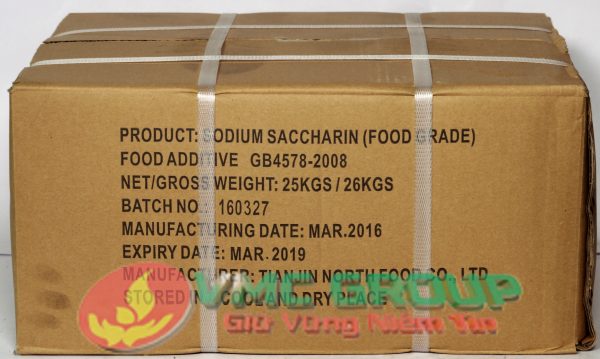 PRODUCT: SODIUM SACCHARIN (FOOD GRADE)
FOOD ADDITIVE GB4578-2008
NET/GROSS WEIGHT: 25KGS / 26KGS
BATCH NO.: 160327
MANUFACTURING DATE: MAR.2016
EXPIRY DATE: MAR. 2019
MANUFACTURER: TIANJIN NORTH FOOD CO., LTD
STORED IN A COOL AND DRY PLACE
VMC GROUP
Giữ Vững Niềm Tin